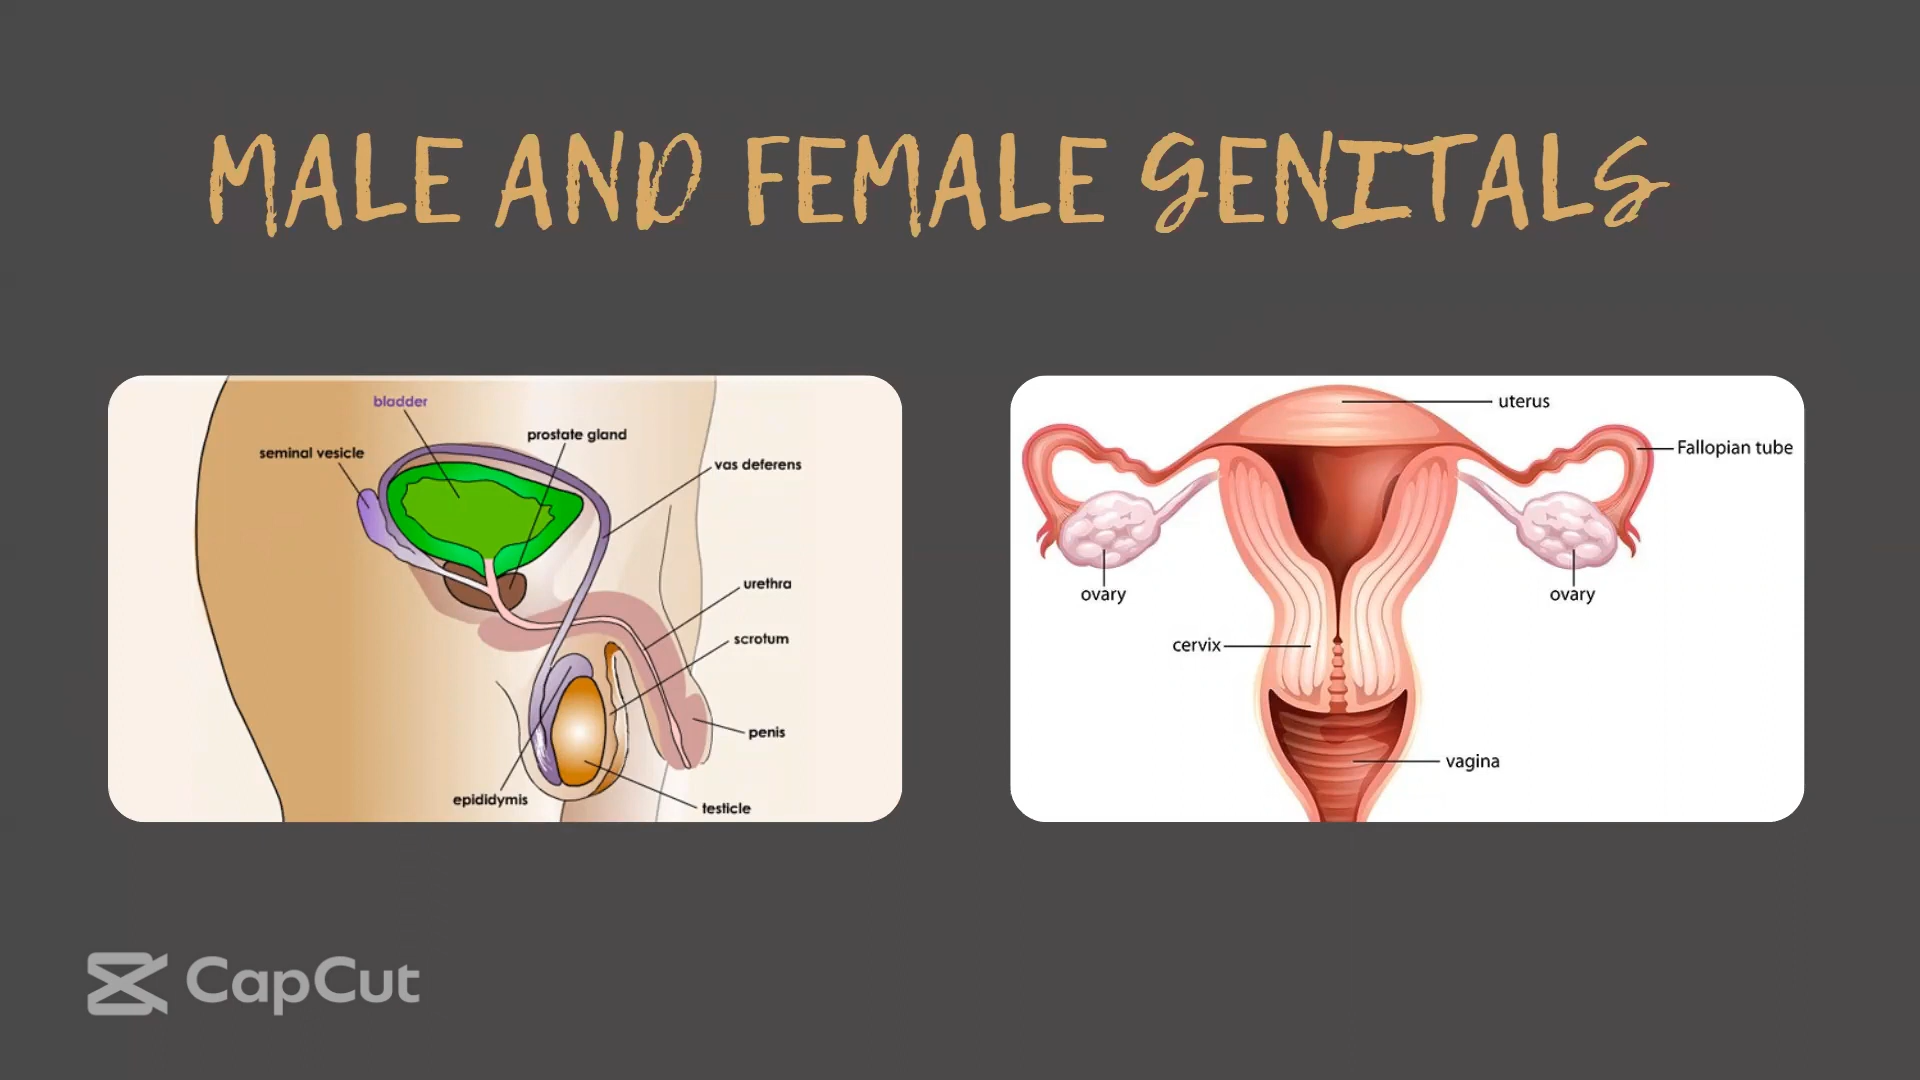 MALE AND FEMALE GENITALS
bladder
prostate gland
seminal vesicle
vas deferens
urethra
scrotum
penis
epididymis
testicle
uterus
Fallopian tube
ovary
ovary
cervix
vagina
CapCut